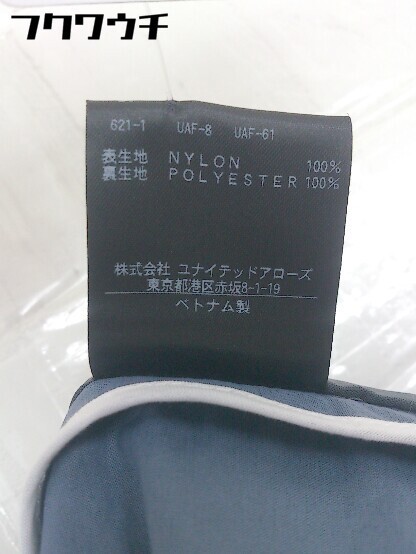 フクワウチ
621-1 UAF-8 UAF-61
表生地 NYLON 100%
裏生地 POLYESTER 100%
株式会社 ユナイテッドアローズ
東京都港区赤坂8-1-19
ベトナム製